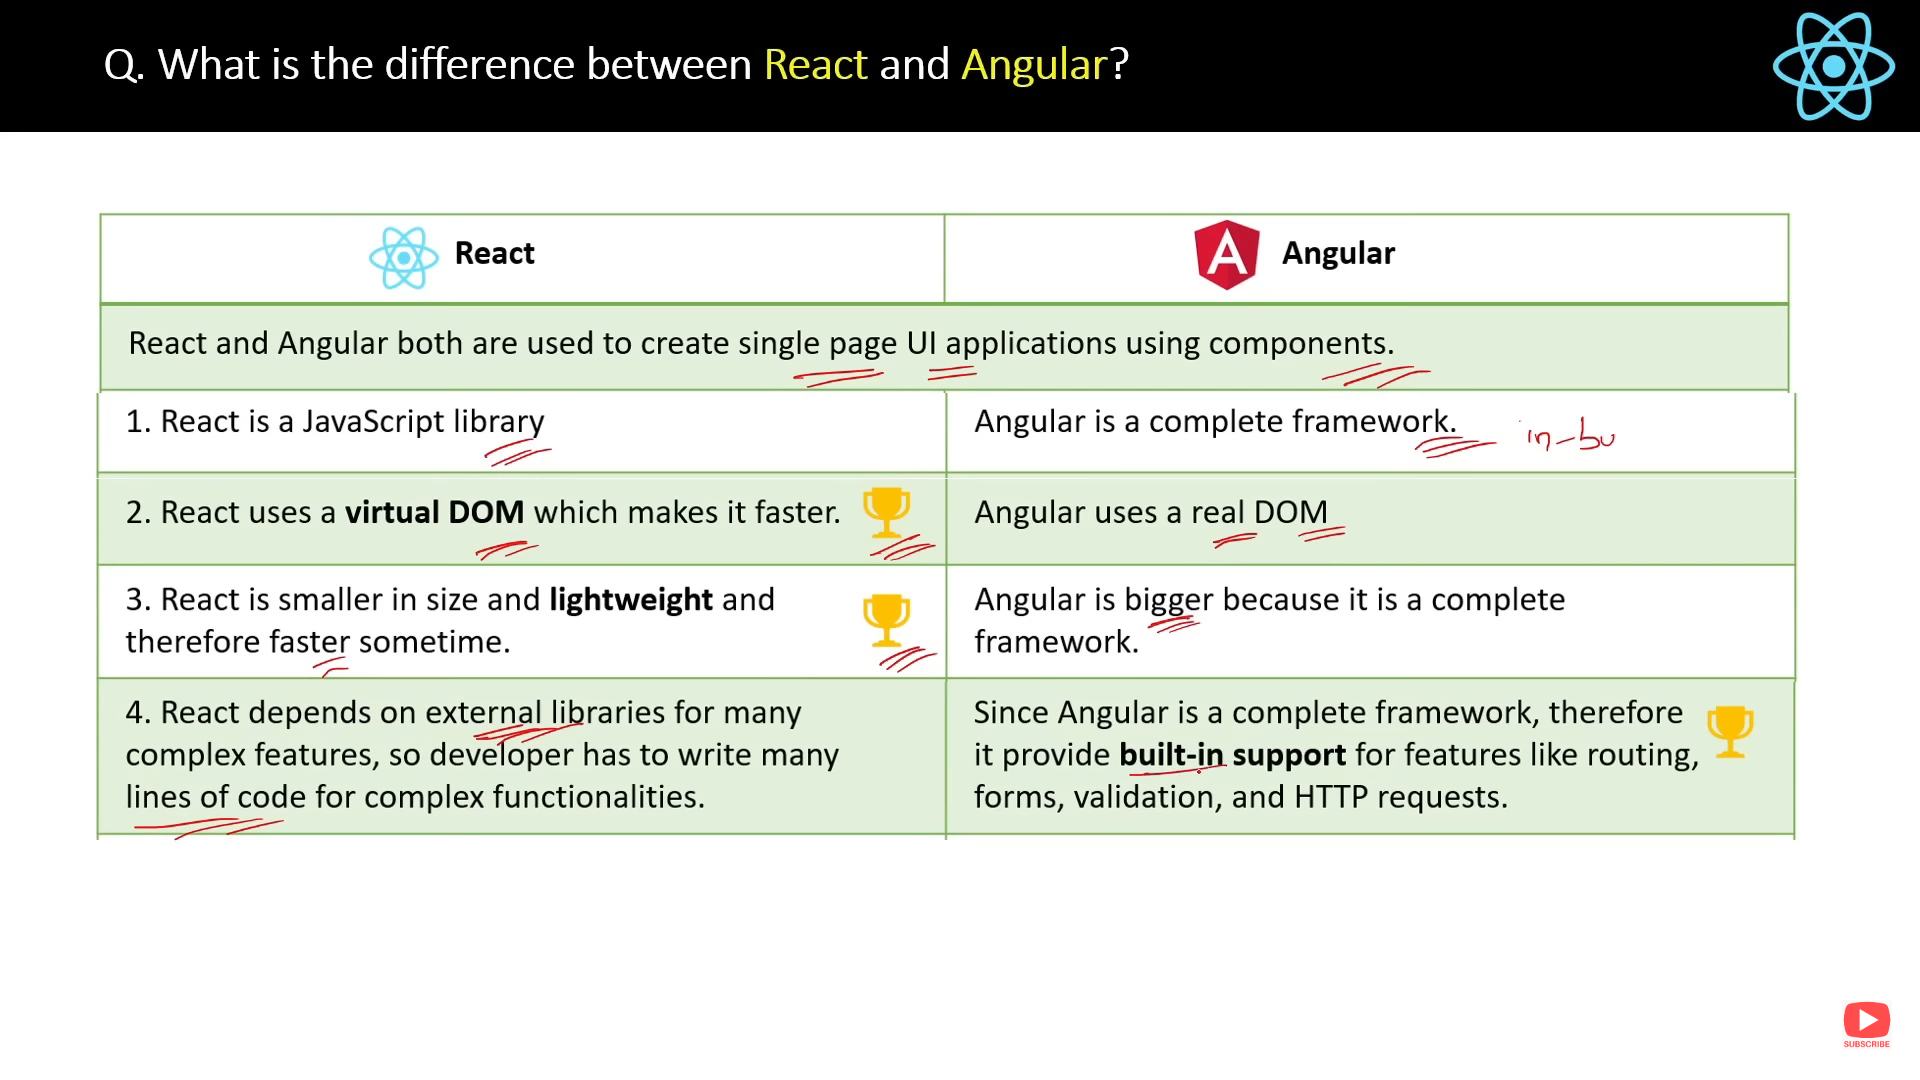 Q. What is the difference between React and Angular?
React
Angular
React and Angular both are used to create single page UI applications using components.
1. React is a JavaScript library
Angular is a complete framework.
in-bu
2. React uses a virtual DOM which makes it faster.
Angular uses a real DOM
3. React is smaller in size and lightweight and
therefore faster sometime.
Angular is bigger because it is a complete
framework.
4. React depends on external libraries for many
complex features, so developer has to write many
lines of code for complex functionalities.
Since Angular is a complete framework, therefore
it provide built-in support for features like routing,
forms, validation, and HTTP requests.
SUBSCRIBE